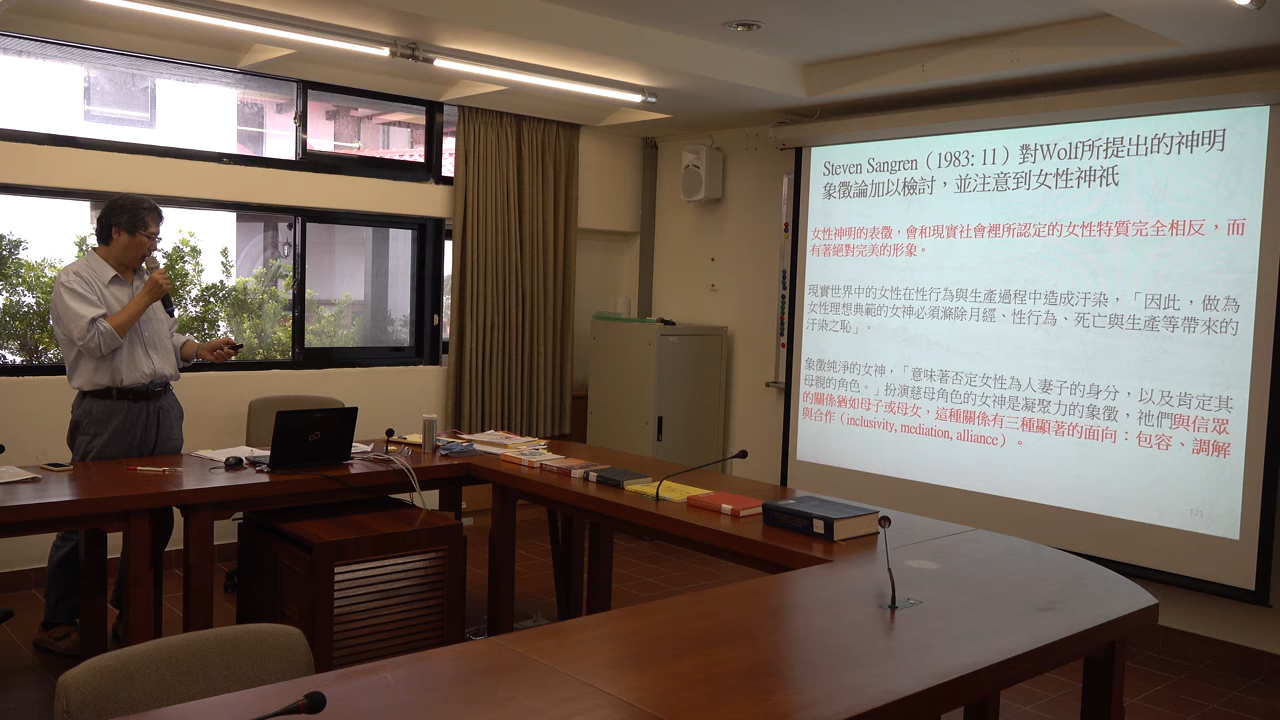 Steven Sangren（1983: 11）對Wolf所提出的神明
象徵論加以檢討，並注意到女性神祇
女性神明的表徵，會和現實社會裡所認定的女性特質完全相反，而
有著絕對完美的形象。
現實世界中的女性在性行為與生產過程中造成汙染，「因此，做為
女性理想典範的女神必須滌除月經、性行為、死亡與生產等帶來的
汙染之恥」。
象徵純淨的女神，「意味著否定女性為人妻子的身分，以及肯定其
母親的角色。」扮演慈母角色的女神是凝聚力的象徵，祂們與信眾
的關係猶如母子或母女，這種關係有三種顯著的面向：包容、調解
與合作（inclusivity, mediation, alliance）。
121